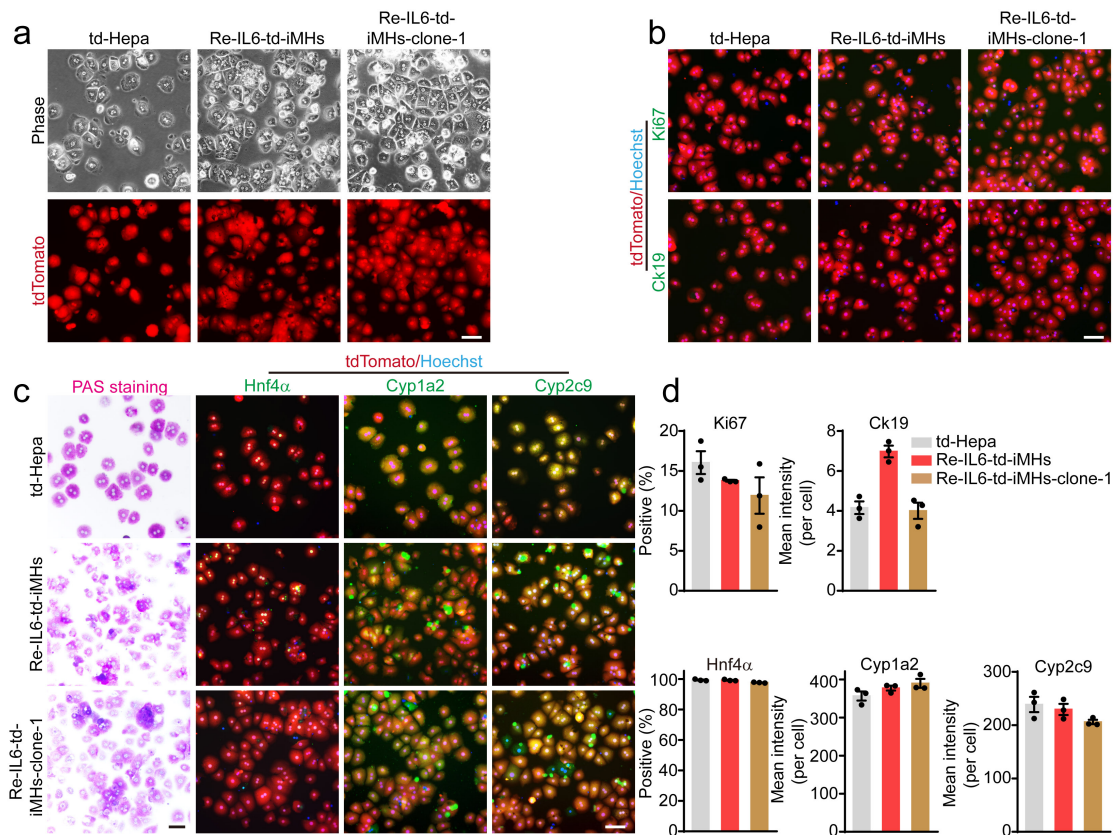 a
td-Hepa
Re-IL6-td-iMHs
Re-IL6-td-
iMHs-clone-1
Phase
tdTomato
b
td-Hepa
Re-IL6-td-iMHs
Re-IL6-td-
iMHs-clone-1
tdTomato/Hoechst
Ki67
Ck19
c
tdTomato/Hoechst
PAS staining
Hnf4α
Cyp1a2
Cyp2c9
td-Hepa
Re-IL6-td-iMHs
Re-IL6-td-
iMHs-clone-1
d
Ki67
Positive (%)
20
15
10
5
0
Ck19
Mean intensity
(per cell)
8
6
4
2
0
td-Hepa
Re-IL6-td-iMHs
Re-IL6-td-iMHs-clone-1
Hnf4α
Positive (%)
100
80
60
40
20
0
Cyp1a2
Mean intensity
(per cell)
400
300
200
100
0
Cyp2c9
Mean intensity
(per cell)
300
200
100
0